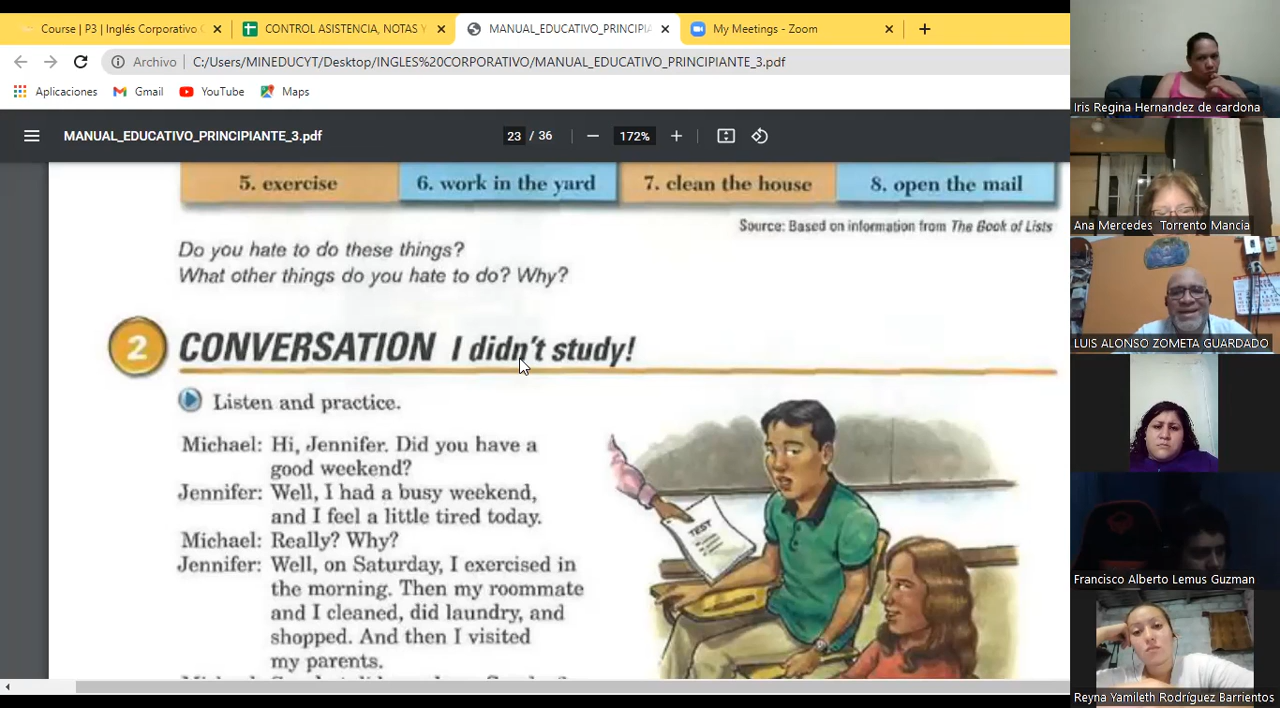 Course | P3 | Inglés Corporativo
CONTROL ASISTENCIA, NOTAS Y
MANUAL_EDUCATIVO_PRINCIPIA
My Meetings - Zoom
Archivo | C:/Users/MINEDUCYT/Desktop/INGLES%20CORPORATIVO/MANUAL_EDUCATIVO_PRINCIPIANTE_3.pdf
Aplicaciones Gmail YouTube Maps
MANUAL_EDUCATIVO_PRINCIPIANTE_3.pdf 23 / 36 172%
5. exercise 6. work in the yard 7. clean the house 8. open the mail
Source: Based on information from The Book of Lists
Do you hate to do these things?
What other things do you hate to do? Why?
2 CONVERSATION I didn't study!
Listen and practice.
Michael: Hi, Jennifer. Did you have a
good weekend?
Jennifer: Well, I had a busy weekend,
and I feel a little tired today.
Michael: Really? Why?
Jennifer: Well, on Saturday, I exercised in
the morning. Then my roommate
and I cleaned, did laundry, and
shopped. And then I visited
my parents.
TEST
Iris Regina Hernandez de cardona
Ana Mercedes Torrento Mancia
LUIS ALONSO ZOMETA GUARDADO
Francisco Alberto Lemus Guzman
Reyna Yamileth Rodríguez Barrientos